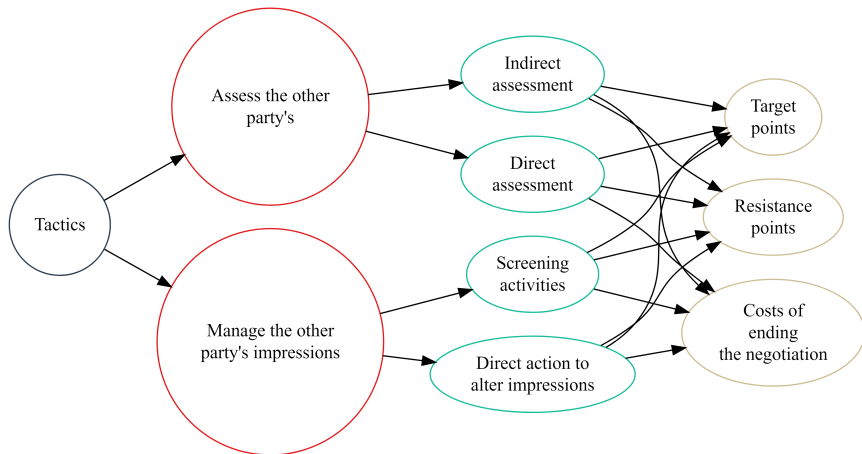 Tactics
Assess the other
party's
Manage the other
party's impressions
Indirect
assessment
Direct
assessment
Screening
activities
Direct action to
alter impressions
Target
points
Resistance
points
Costs of
ending
the negotiation